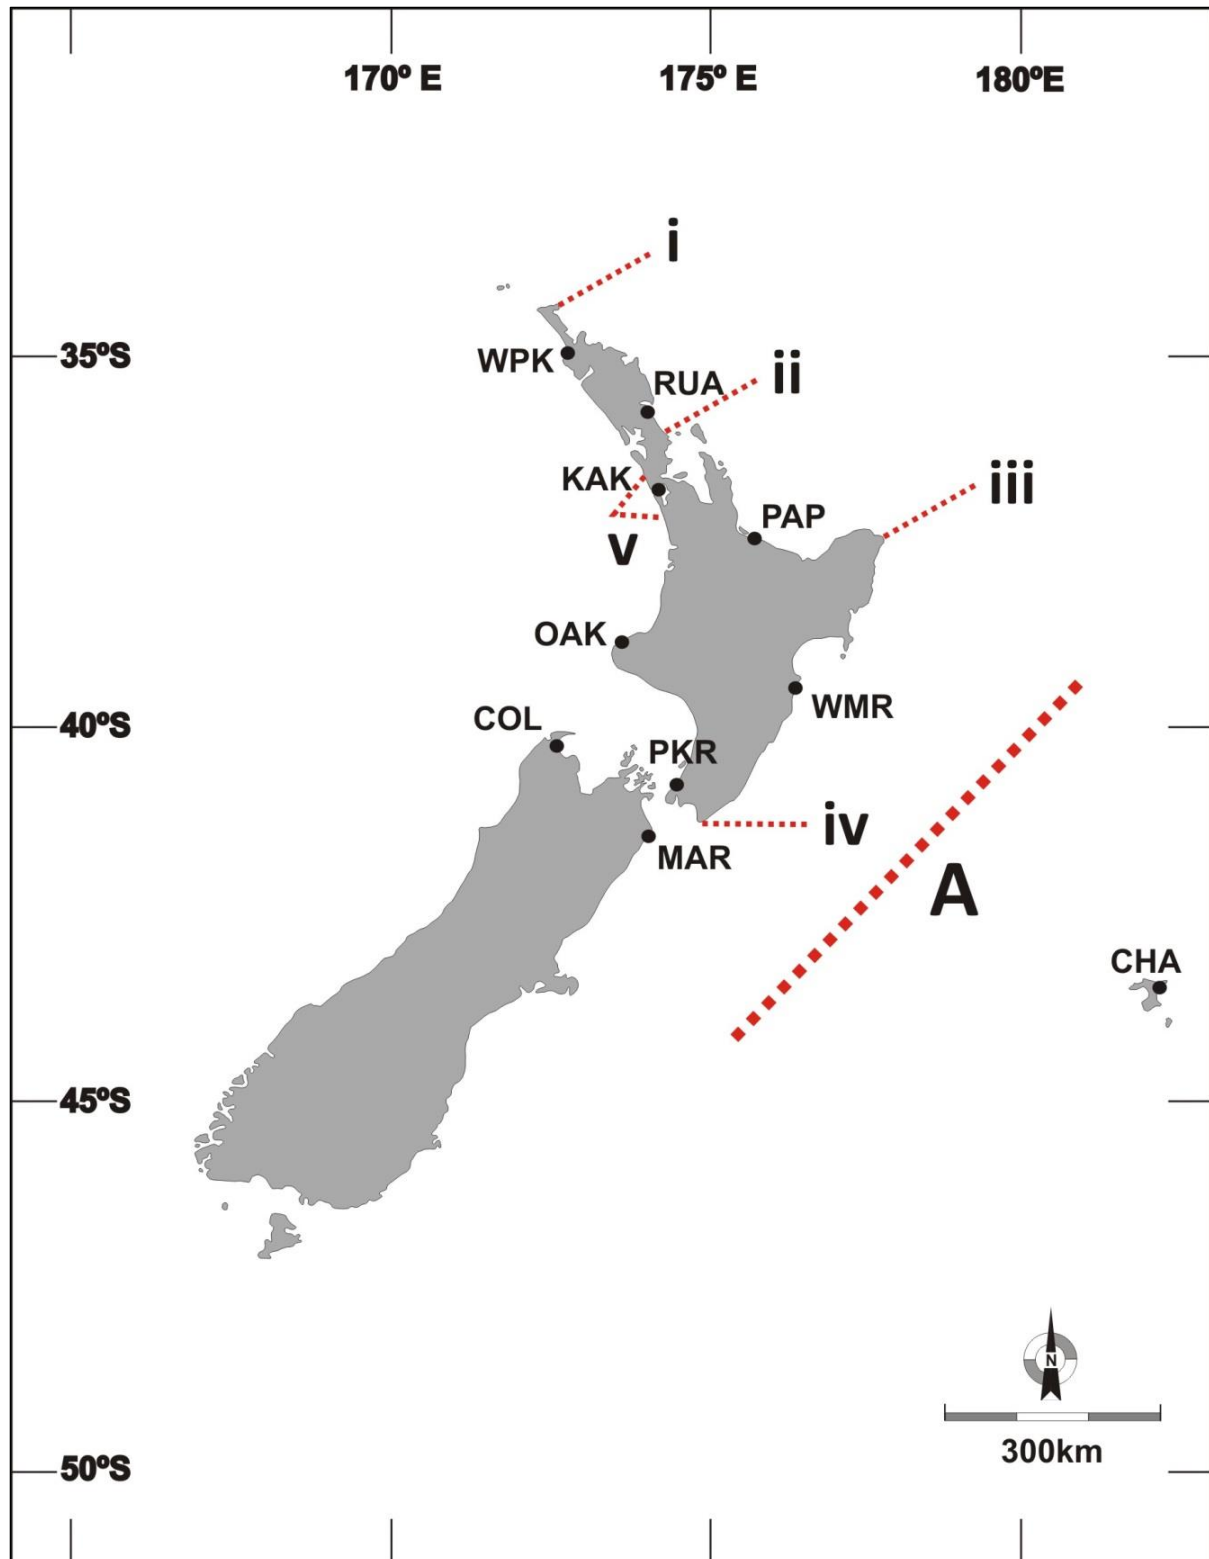 170º E
175º E
180ºE
i
35ºS
WPK
ii
RUA
KAK
iii
PAP
v
OAK
WMR
40ºS
COL
PKR
iv
MAR
A
CHA
45ºS
N
300km
50ºS